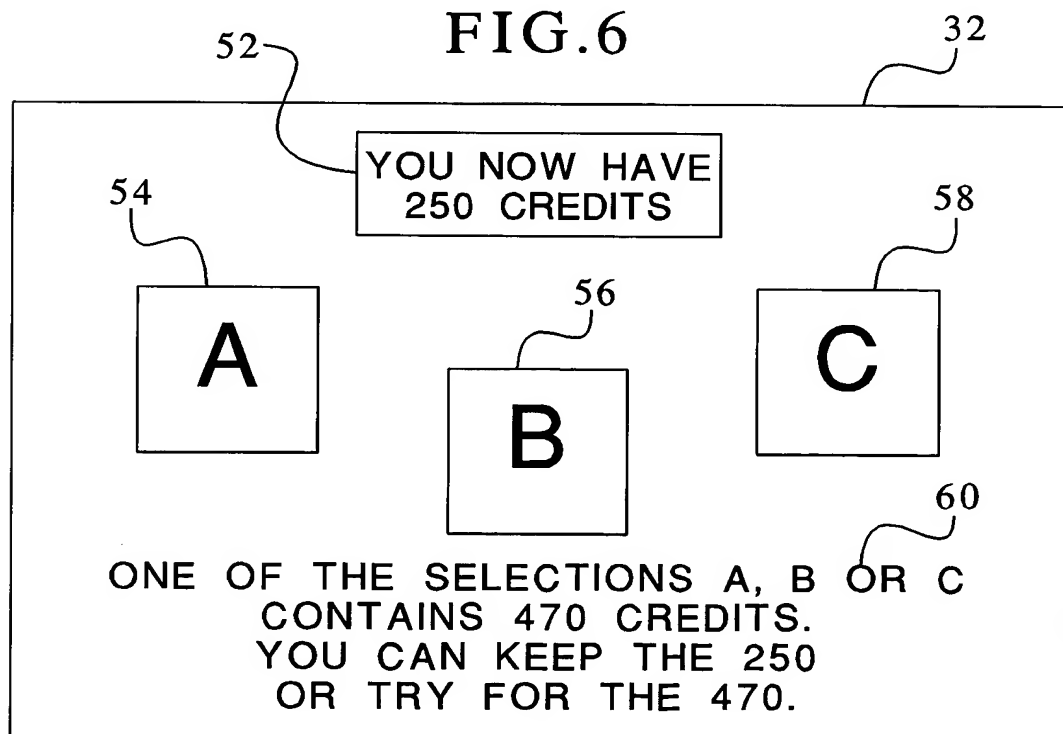 FIG.6
52
32
YOU NOW HAVE
250 CREDITS
54
58
56
A
C
B
60
ONE OF THE SELECTIONS A, B OR C
CONTAINS 470 CREDITS.
YOU CAN KEEP THE 250
OR TRY FOR THE 470.